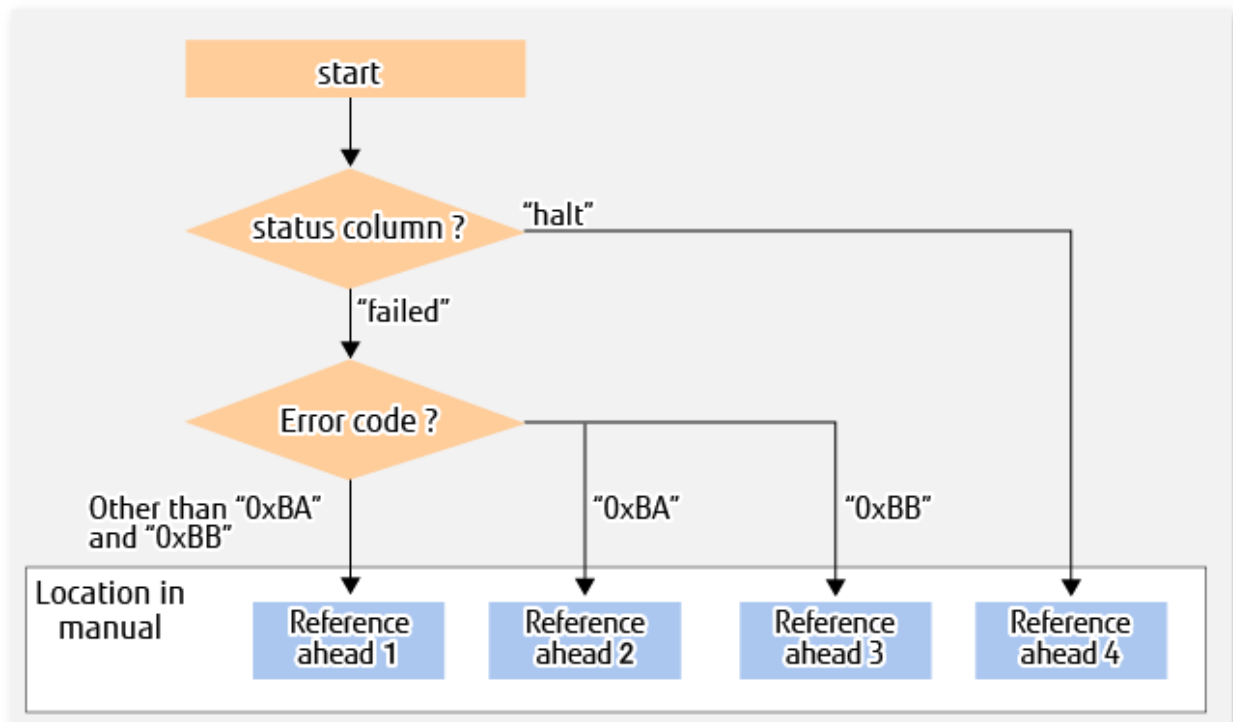 start
status column ?
“halt”
“failed”
Error code ?
Other than “0xBA”
and “0xBB”
“0xBA”
“0xBB”
Location in
manual
Reference
ahead 1
Reference
ahead 2
Reference
ahead 3
Reference
ahead 4